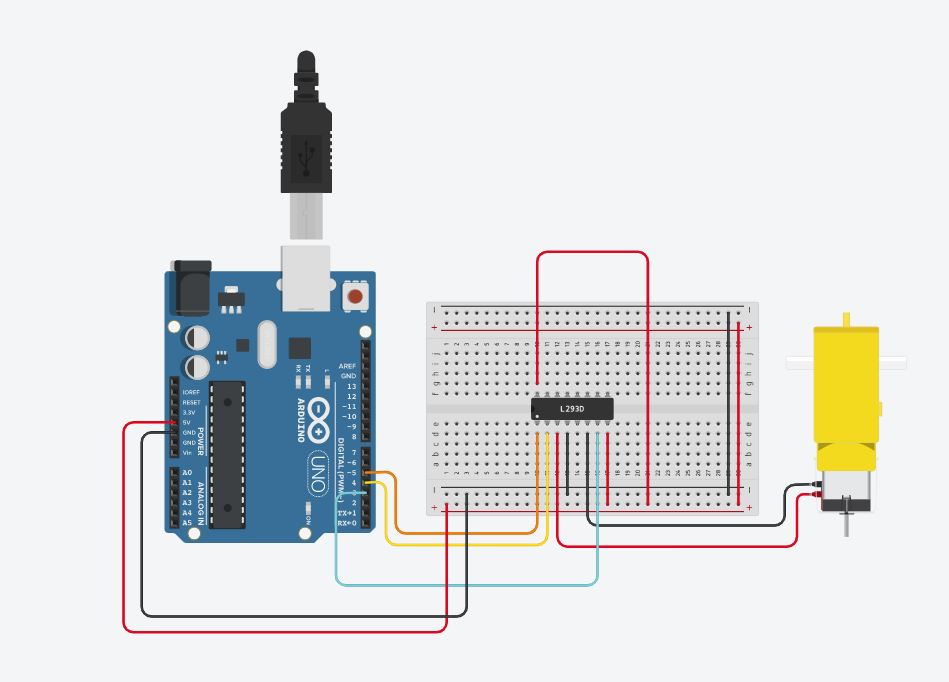 AREF
GND
13
12
~11
~10
~9
8
RX
TX
L
ARDUINO
UNO
DIGITAL (PWM~)
7
~6
~5
4
2
TX→1
RX←0
ON
IOREF
RESET
3.3V
5V
GND
GND
Vin
POWER
A0
A1
A2
A3
A4
A5
ANALOG IN
L293D
- -
+ +
j j
i i
h h
g g
f f
e e
d d
c c
b b
a a
- -
+ +